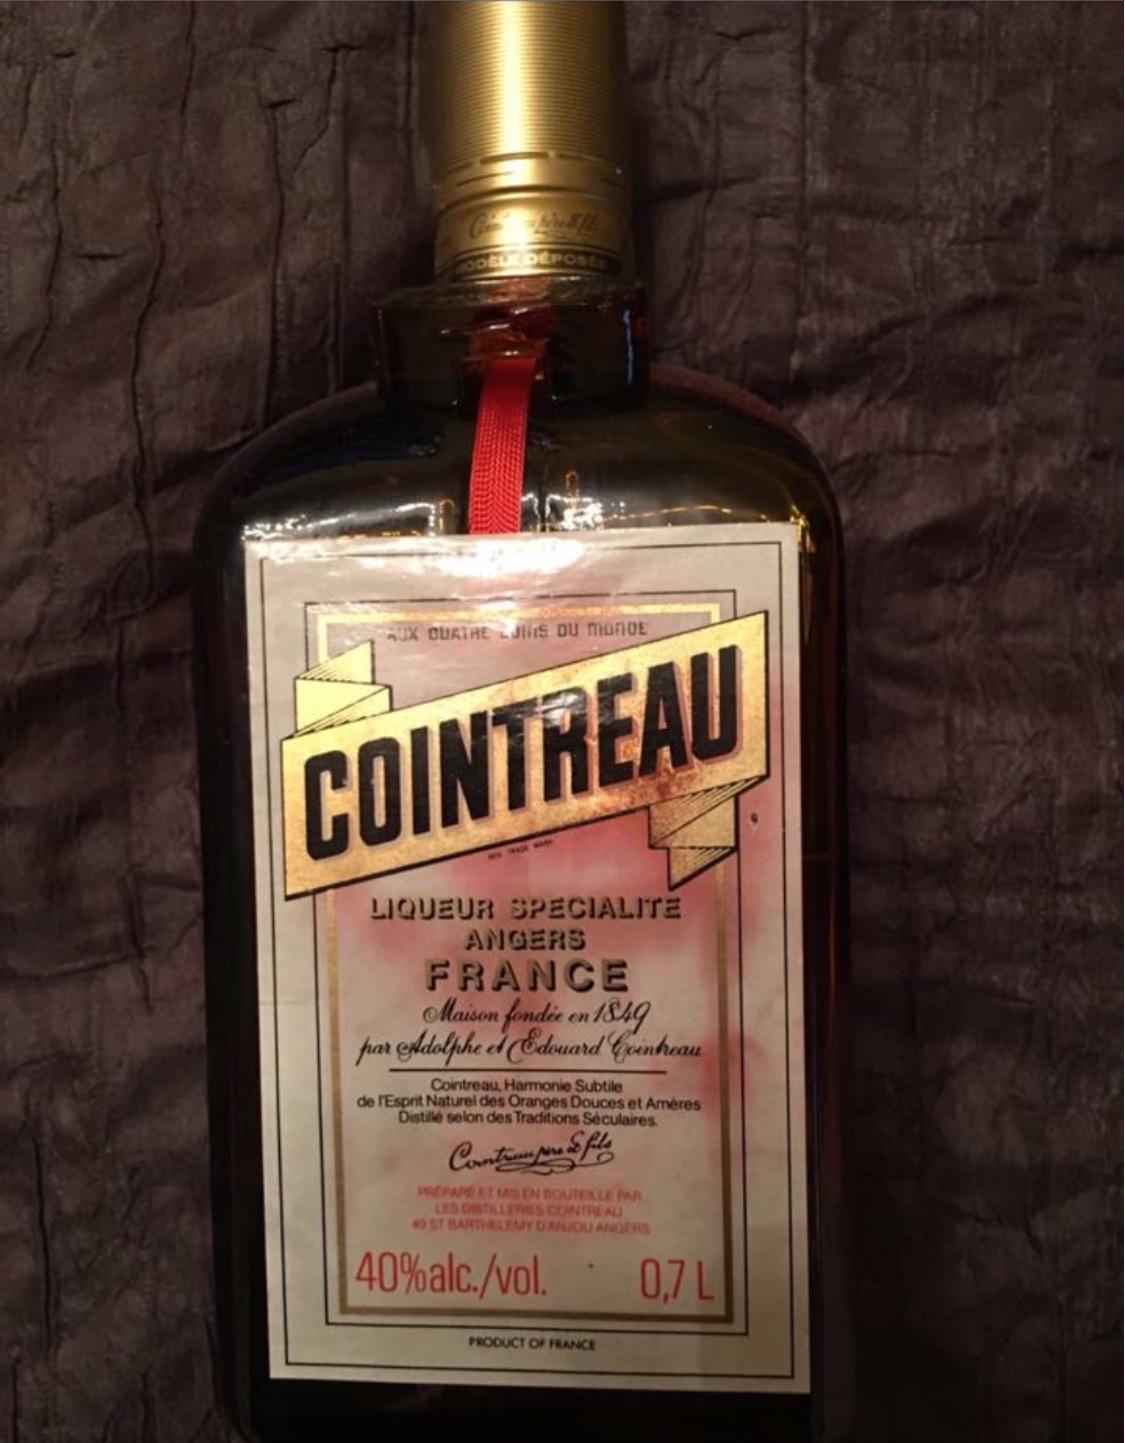 MODÈLE DÉPOSÉ
AUX QUATRE COINS DU MONDE
COINTREAU
REG. TRADE MARK
LIQUEUR SPECIALITE
ANGERS
FRANCE
Maison fondée en 1849
par Adolphe et Edouard Cointreau
Cointreau, Harmonie Subtile
de l'Esprit Naturel des Oranges Douces et Amères
Distillé selon des Traditions Séculaires.
Cointreau père & fils
PRÉPARÉ ET MIS EN BOUTEILLE PAR
LES DISTILLERIES COINTREAU
49 ST BARTHELEMY D'ANJOU ANGERS
40%alc./vol. 0,7 L
PRODUCT OF FRANCE